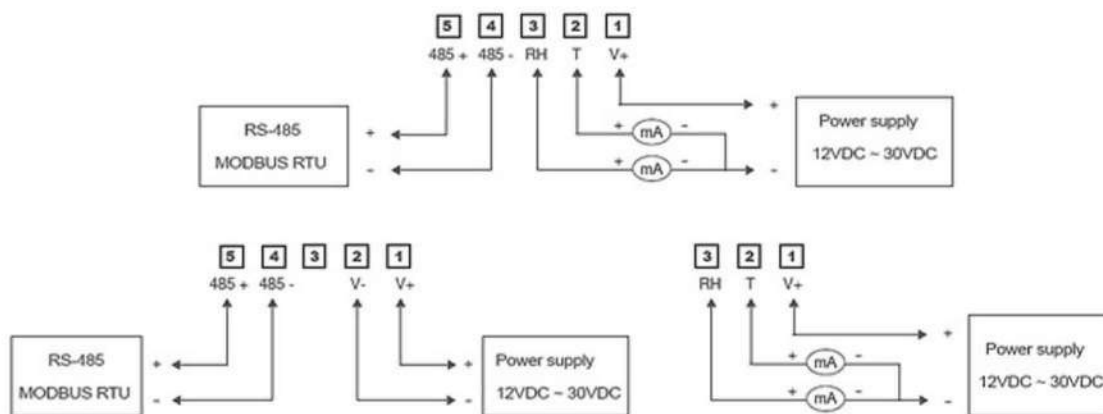 5 4 3 2 1
485 + 485 - RH T V+
RS-485
MODBUS RTU
+
-
+ mA -
+ mA -
+
-
Power supply
12VDC ~ 30VDC
5 4 3 2 1
485 + 485 - V- V+
RS-485
MODBUS RTU
+
-
+
-
Power supply
12VDC ~ 30VDC
3 2 1
RH T V+
+ mA -
+ mA -
+
-
Power supply
12VDC ~ 30VDC